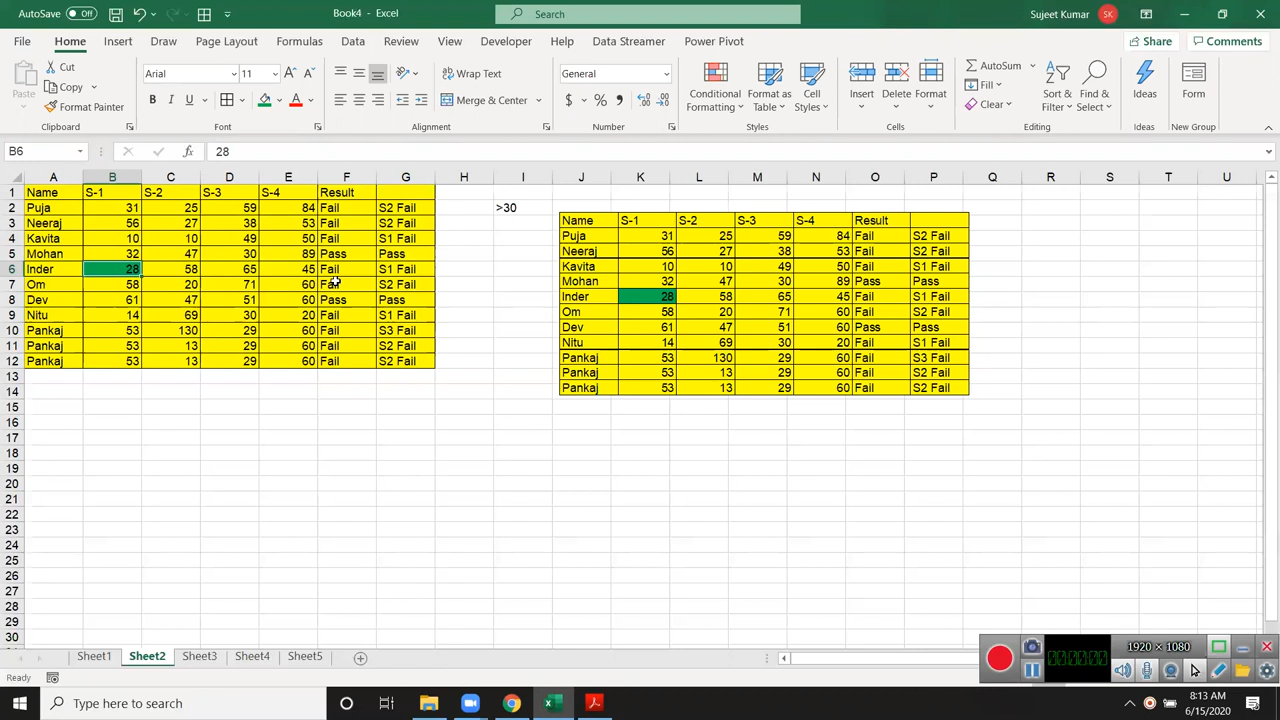 AutoSave Off Book4 - Excel Search Sujeet Kumar SK
File Home Insert Draw Page Layout Formulas Data Review View Developer Help Data Streamer Power Pivot Share Comments
Paste Cut Copy Format Painter
Arial 11 B I U
Wrap Text Merge & Center
General $ % ,
Conditional Formatting Format as Table Cell Styles
Insert Delete Format
AutoSum Fill Clear Sort & Filter Find & Select
Ideas Form
Clipboard Font Alignment Number Styles Cells Editing Ideas New Group
B6 fx 28
A B C D E F G H I J K L M N O P Q R S T U
1 Name S-1 S-2 S-3 S-4 Result
2 Puja 31 25 59 84 Fail S2 Fail >30
Name S-1 S-2 S-3 S-4 Result
3 Neeraj 56 27 38 53 Fail S2 Fail
Puja 31 25 59 84 Fail S2 Fail
4 Kavita 10 10 49 50 Fail S1 Fail
Neeraj 56 27 38 53 Fail S2 Fail
5 Mohan 32 47 30 89 Pass Pass
Kavita 10 10 49 50 Fail S1 Fail
6 Inder 28 58 65 45 Fail S1 Fail
Mohan 32 47 30 89 Pass Pass
7 Om 58 20 71 60 Fail S2 Fail
Inder 28 58 65 45 Fail S1 Fail
8 Dev 61 47 51 60 Pass Pass
Om 58 20 71 60 Fail S2 Fail
9 Nitu 14 69 30 20 Fail S1 Fail
Dev 61 47 51 60 Pass Pass
10 Pankaj 53 130 29 60 Fail S3 Fail
Nitu 14 69 30 20 Fail S1 Fail
11 Pankaj 53 13 29 60 Fail S2 Fail
Pankaj 53 130 29 60 Fail S3 Fail
12 Pankaj 53 13 29 60 Fail S2 Fail
Pankaj 53 13 29 60 Fail S2 Fail
13
Pankaj 53 13 29 60 Fail S2 Fail
14
15
16
17
18
19
20
21
22
23
24
25
26
27
28
29
30
Sheet1 Sheet2 Sheet3 Sheet4 Sheet5
1920 × 1080
00:00:00
Ready
Type here to search
8:13 AM
6/15/2020